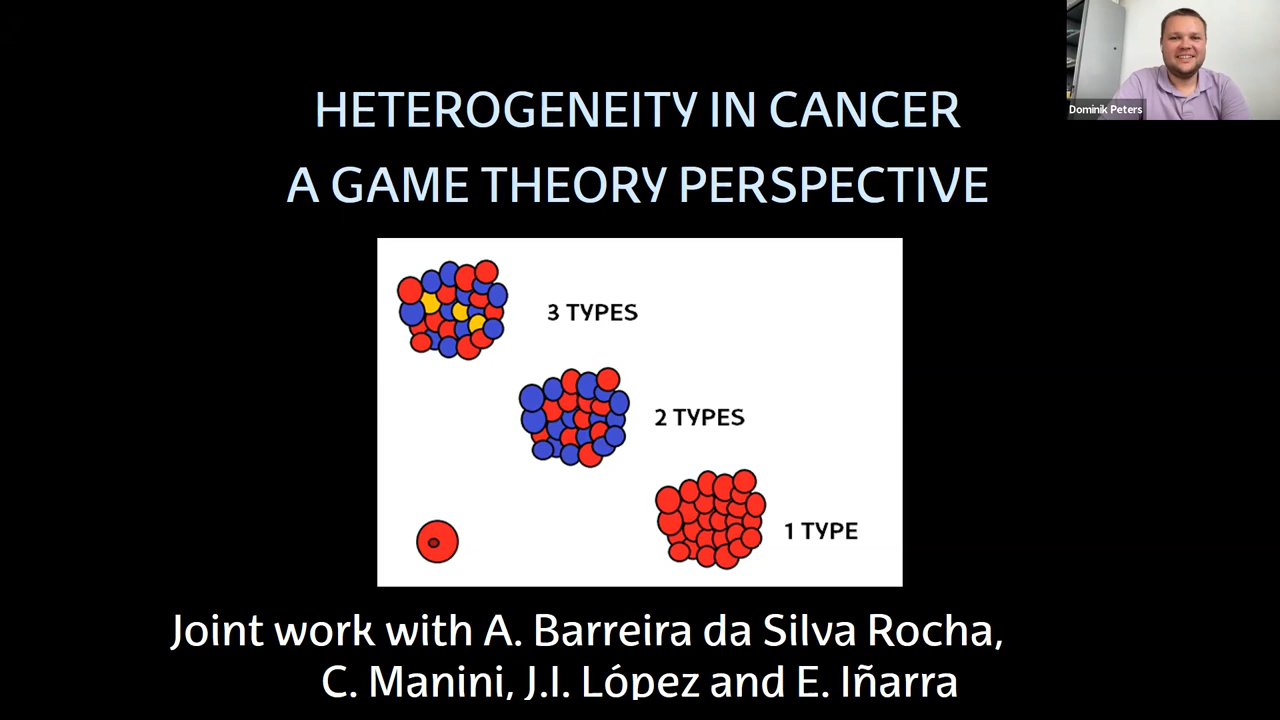 HETEROGENEITY IN CANCER
A GAME THEORY PERSPECTIVE
Dominik Peters
3 TYPES
2 TYPES
1 TYPE
Joint work with A. Barreira da Silva Rocha,
C. Manini, J.I. López and E. Iñarra